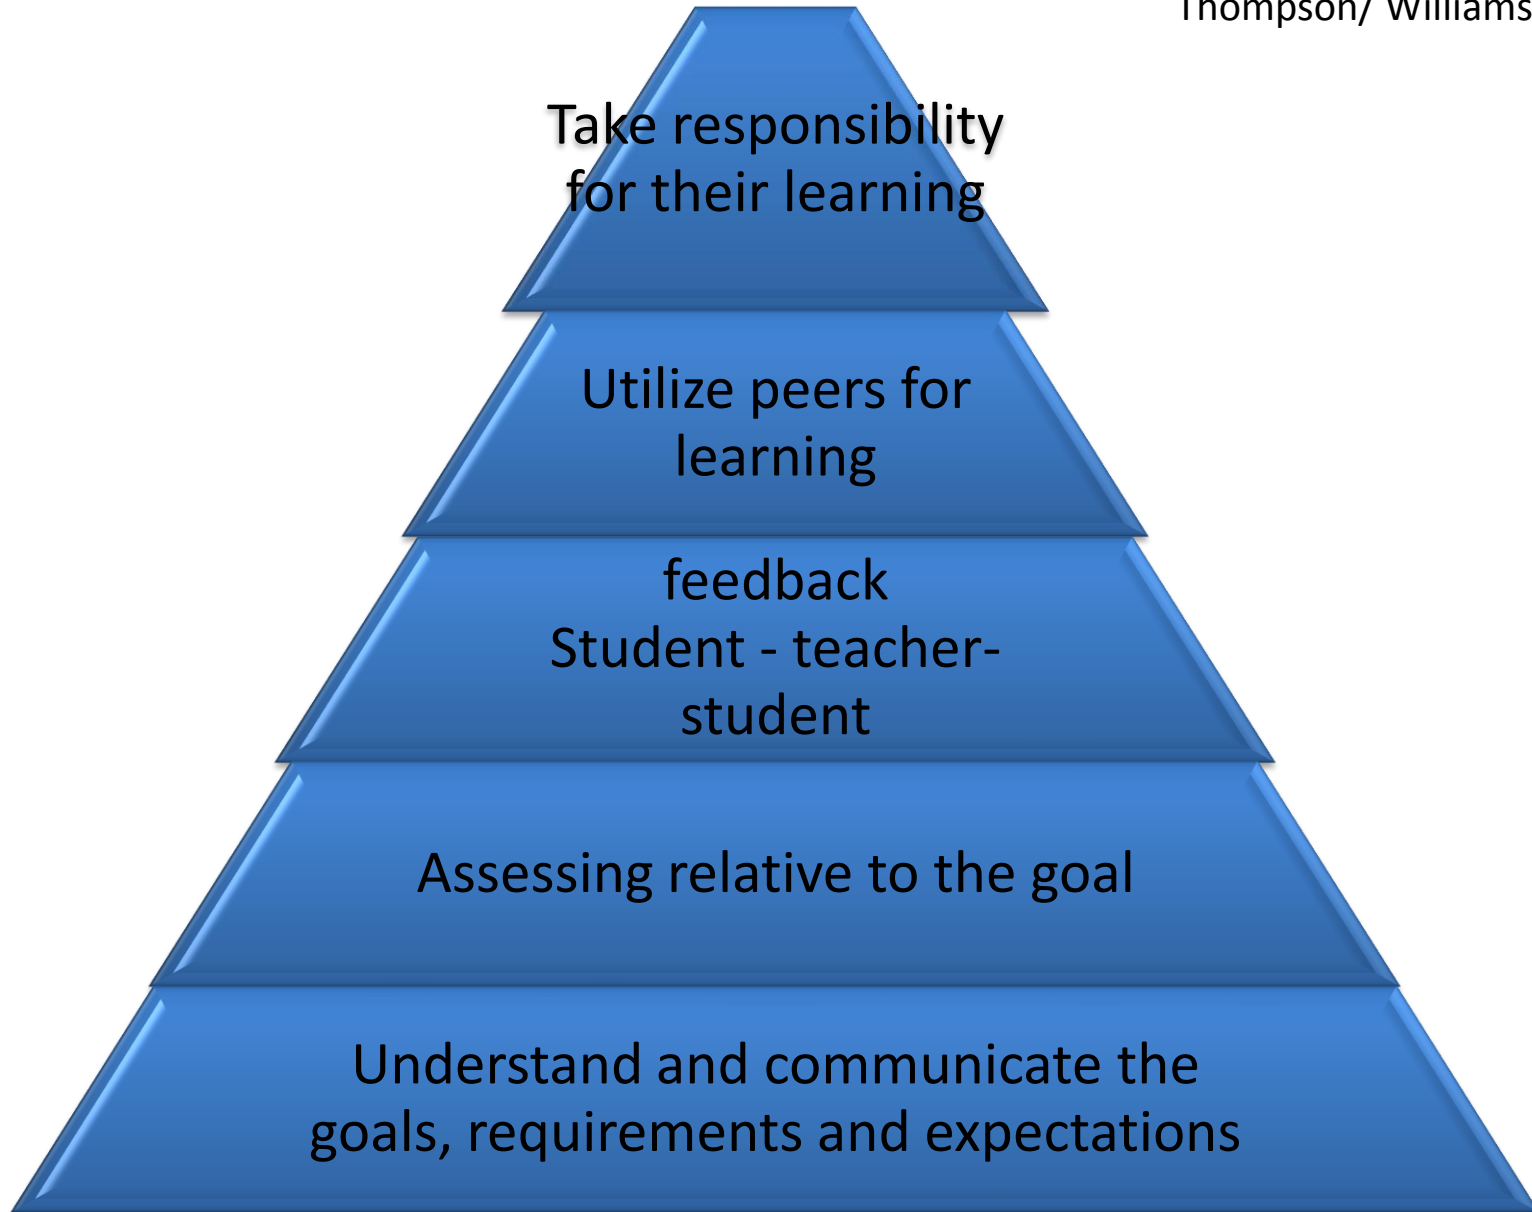 Thompson/ Williams
Take responsibility
for their learning
Utilize peers for
learning
feedback
Student - teacher-
student
Assessing relative to the goal
Understand and communicate the
goals, requirements and expectations